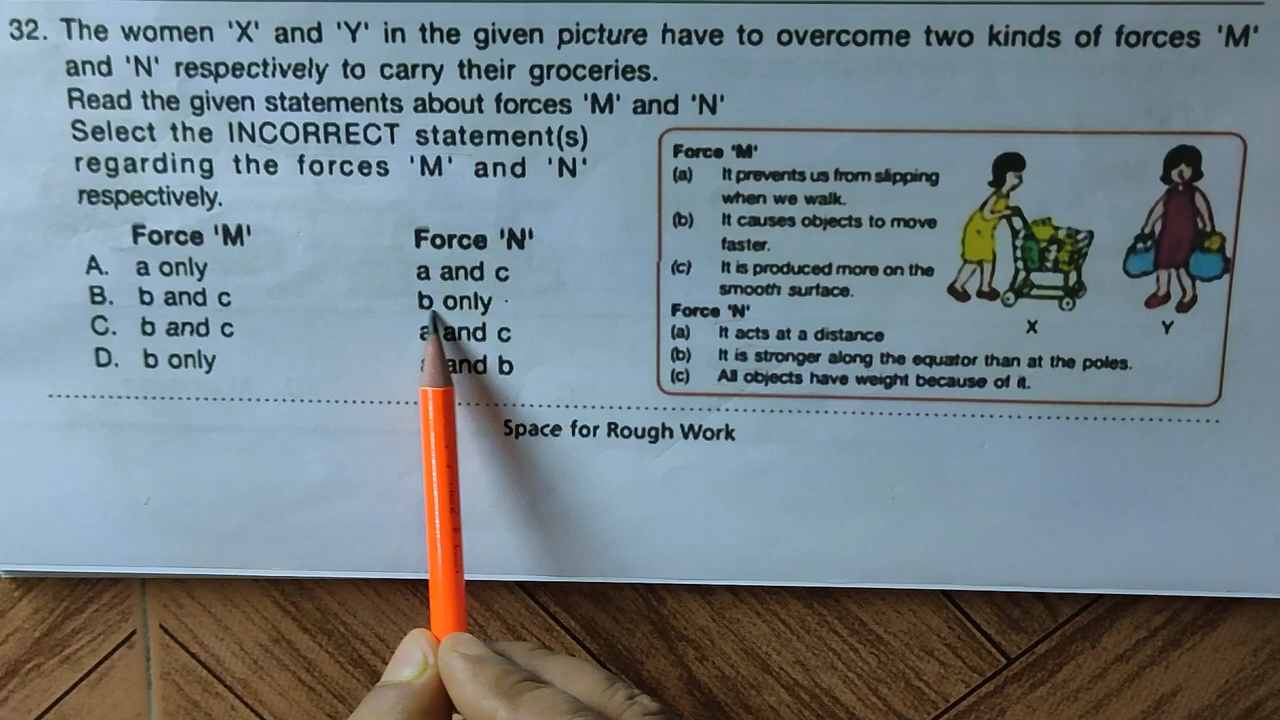 32. The women 'X' and 'Y' in the given picture have to overcome two kinds of forces 'M'
and 'N' respectively to carry their groceries.
Read the given statements about forces 'M' and 'N'
Select the INCORRECT statement(s)
regarding the forces 'M' and 'N'
respectively.
Force 'M' Force 'N'
A. a only a and c
B. b and c b only
C. b and c a and c
D. b only and b
Force 'M'
(a) It prevents us from slipping
when we walk.
(b) It causes objects to move
faster.
(c) It is produced more on the
smooth surface.
Force 'N'
(a) It acts at a distance
(b) It is stronger along the equator than at the poles.
(c) All objects have weight because of it.
X Y
Space for Rough Work